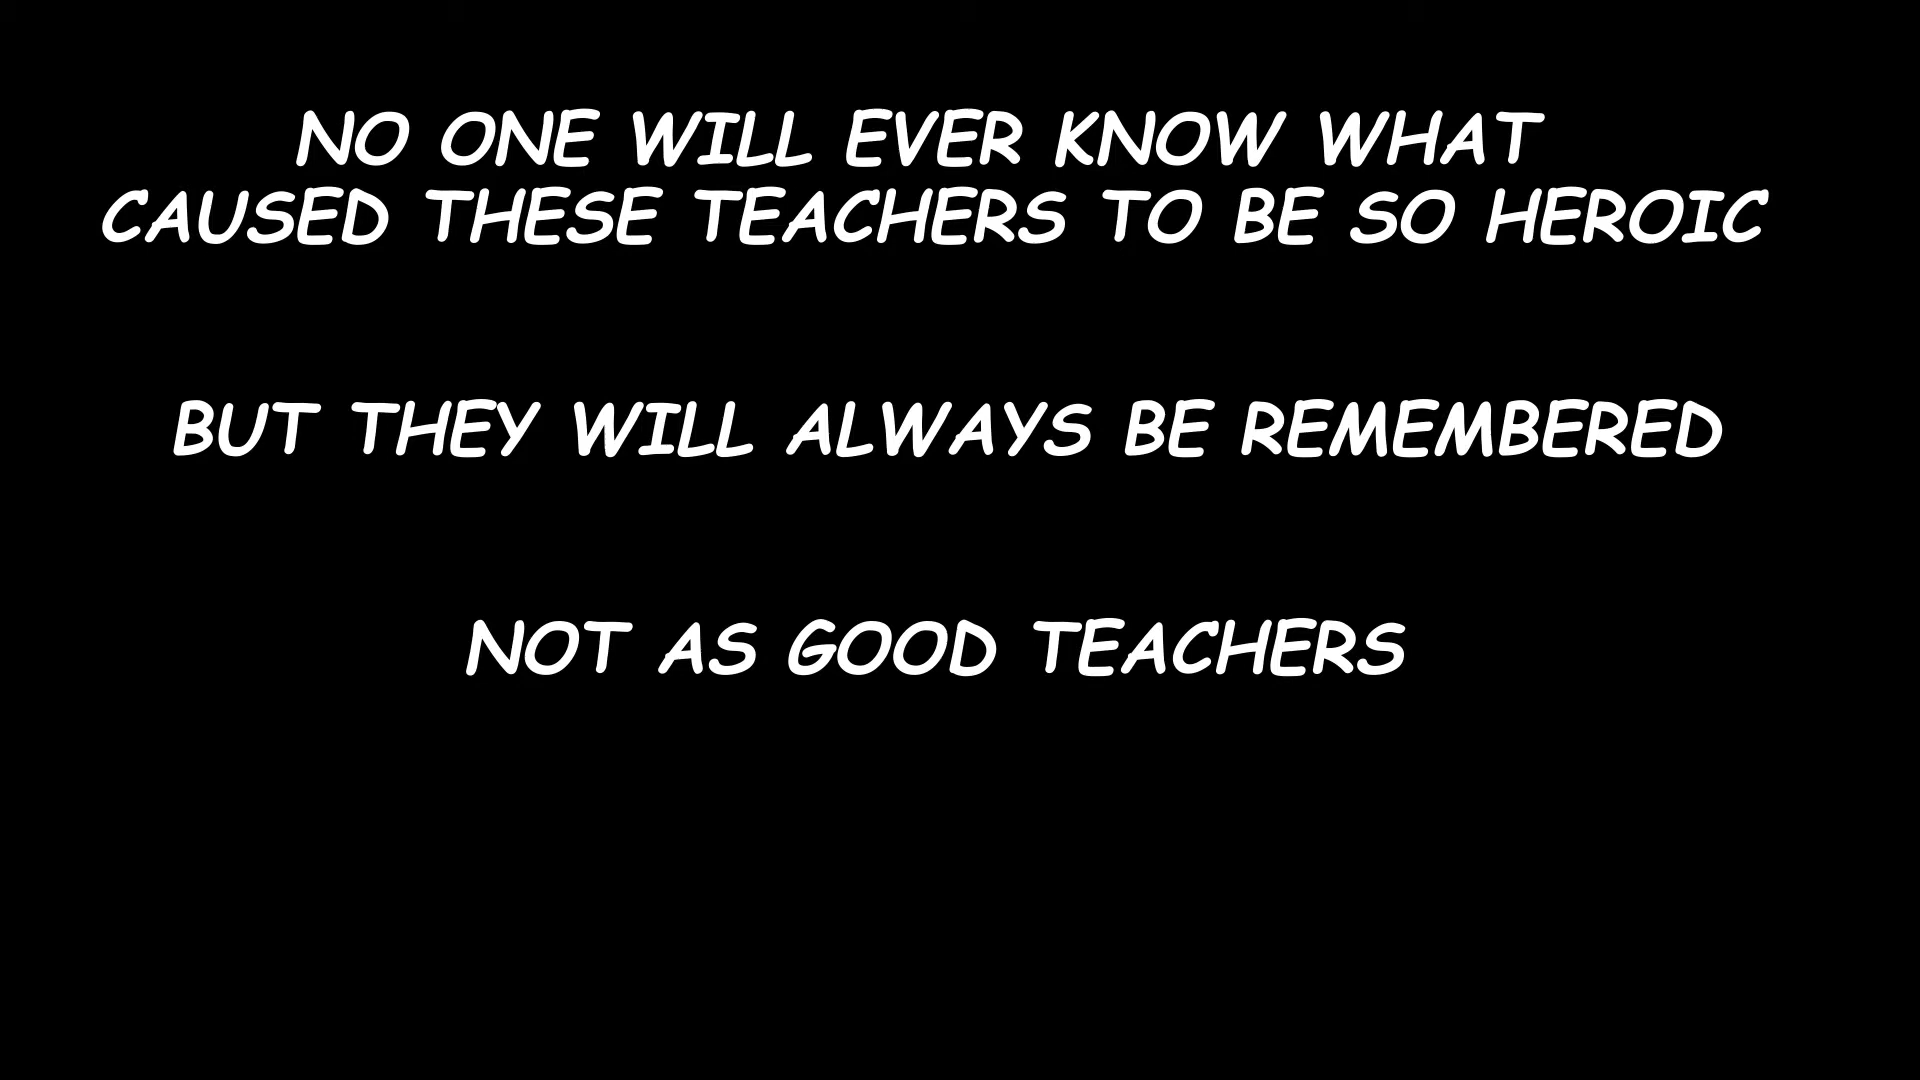 NO ONE WILL EVER KNOW WHAT
CAUSED THESE TEACHERS TO BE SO HEROIC
BUT THEY WILL ALWAYS BE REMEMBERED
NOT AS GOOD TEACHERS